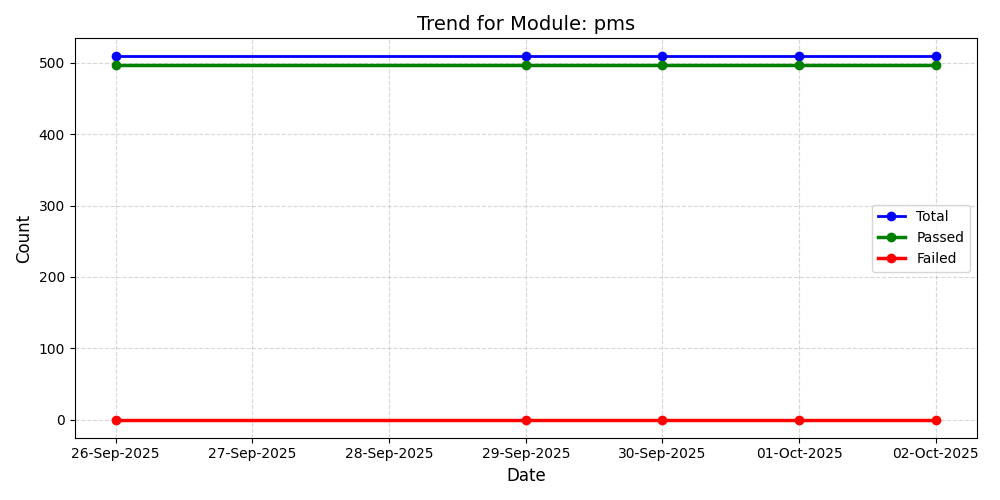 Trend for Module: pms
Count
500
400
300
200
100
0
Total
Passed
Failed
26-Sep-2025 27-Sep-2025 28-Sep-2025 29-Sep-2025 30-Sep-2025 01-Oct-2025 02-Oct-2025
Date